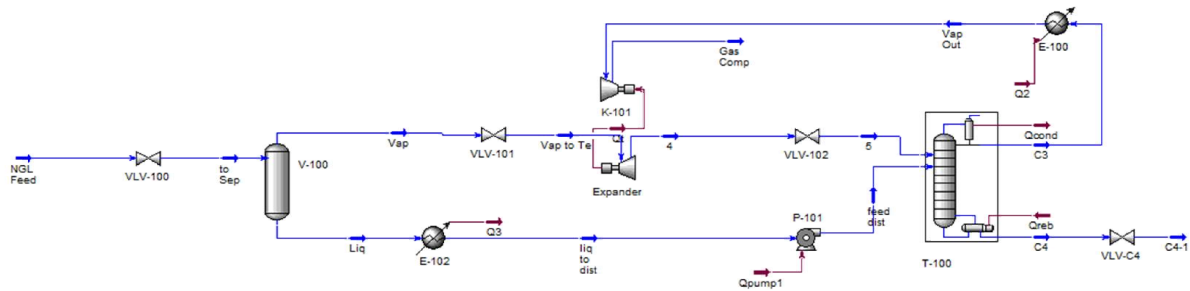 Vap
Out
E-100
Gas
Comp
K-101
Q2
NGL
Feed
VLV-100
to
Sep
V-100
Vap
VLV-101
Vap to Te
Q
Expander
4
VLV-102
5
Qcond
C3
Liq
E-102
Q3
liq
to
dist
P-101
Qpump1
feed
dist
T-100
Qreb
C4
VLV-C4
C4-1